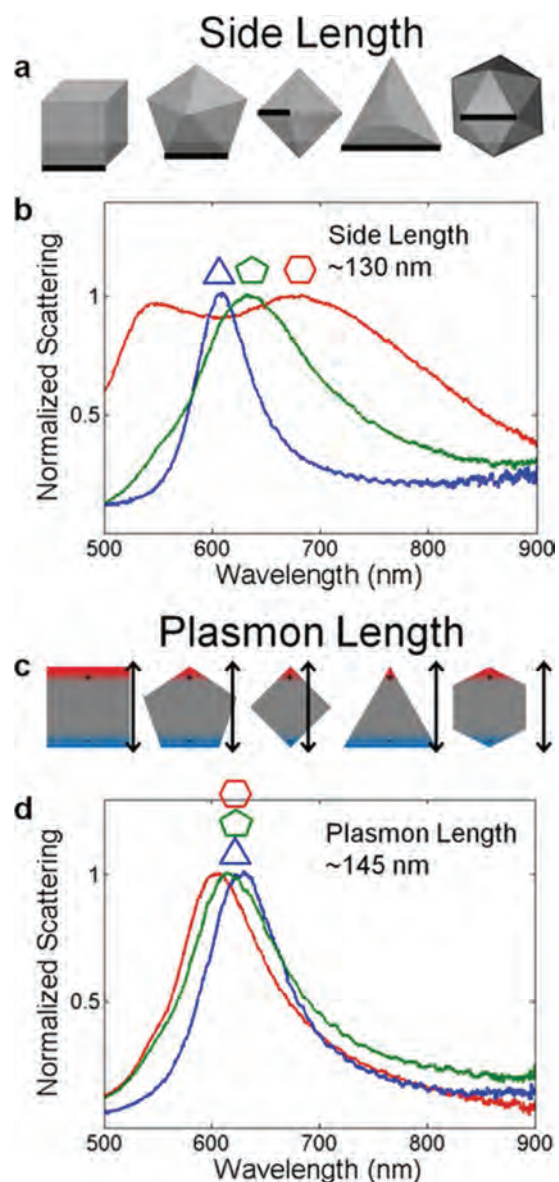 Side Length
a
b
Side Length
~130 nm
1
0.5
Normalized Scattering
500 600 700 800 900
Wavelength (nm)
Plasmon Length
c
d
Plasmon Length
~145 nm
1
0.5
Normalized Scattering
500 600 700 800 900
Wavelength (nm)